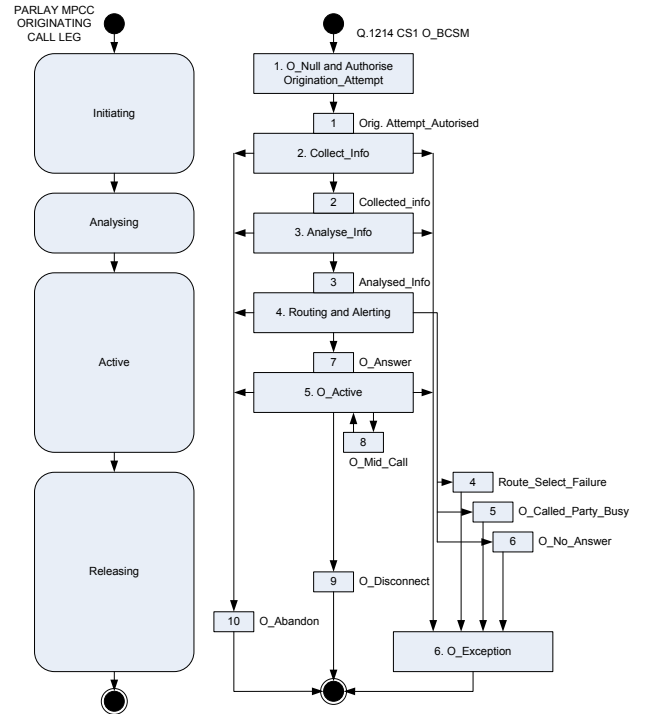 PARLAY MPCC
ORIGINATING
CALL LEG
Q.1214 CS1 O_BCSM
1. O_Null and Authorise
Origination_Attempt
Initiating
1 Orig. Attempt_Autorised
2. Collect_Info
2 Collected_info
Analysing
3. Analyse_Info
3 Analysed_Info
4. Routing and Alerting
7 O_Answer
Active
5. O_Active
8
O_Mid_Call
4 Route_Select_Failure
5 O_Called_Party_Busy
6 O_No_Answer
Releasing
9 O_Disconnect
10 O_Abandon
6. O_Exception